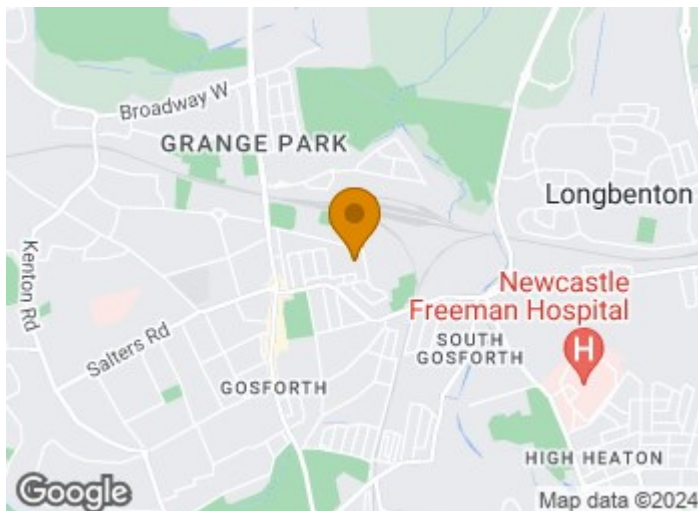 Broadway W
GRANGE PARK
Longbenton
Kenton Rd
Newcastle
Freeman Hospital
H
Salters Rd
SOUTH
GOSFORTH
GOSFORTH
HIGH HEATON
Google
Map data ©2024